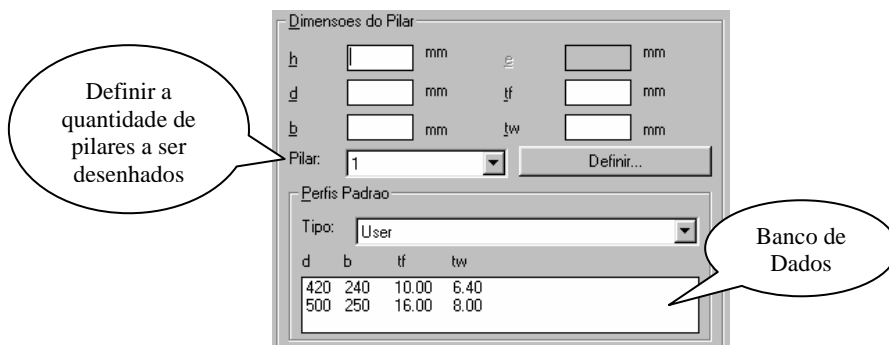 Dimensoes do Pilar
h mm e mm
d mm tf mm
b mm tw mm
Definir a
quantidade de
pilares a ser
desenhados
Pilar: 1 Definir...
Perfis Padrao
Tipo: User
d b tf tw
420 240 10.00 6.40
500 250 16.00 8.00
Banco de
Dados